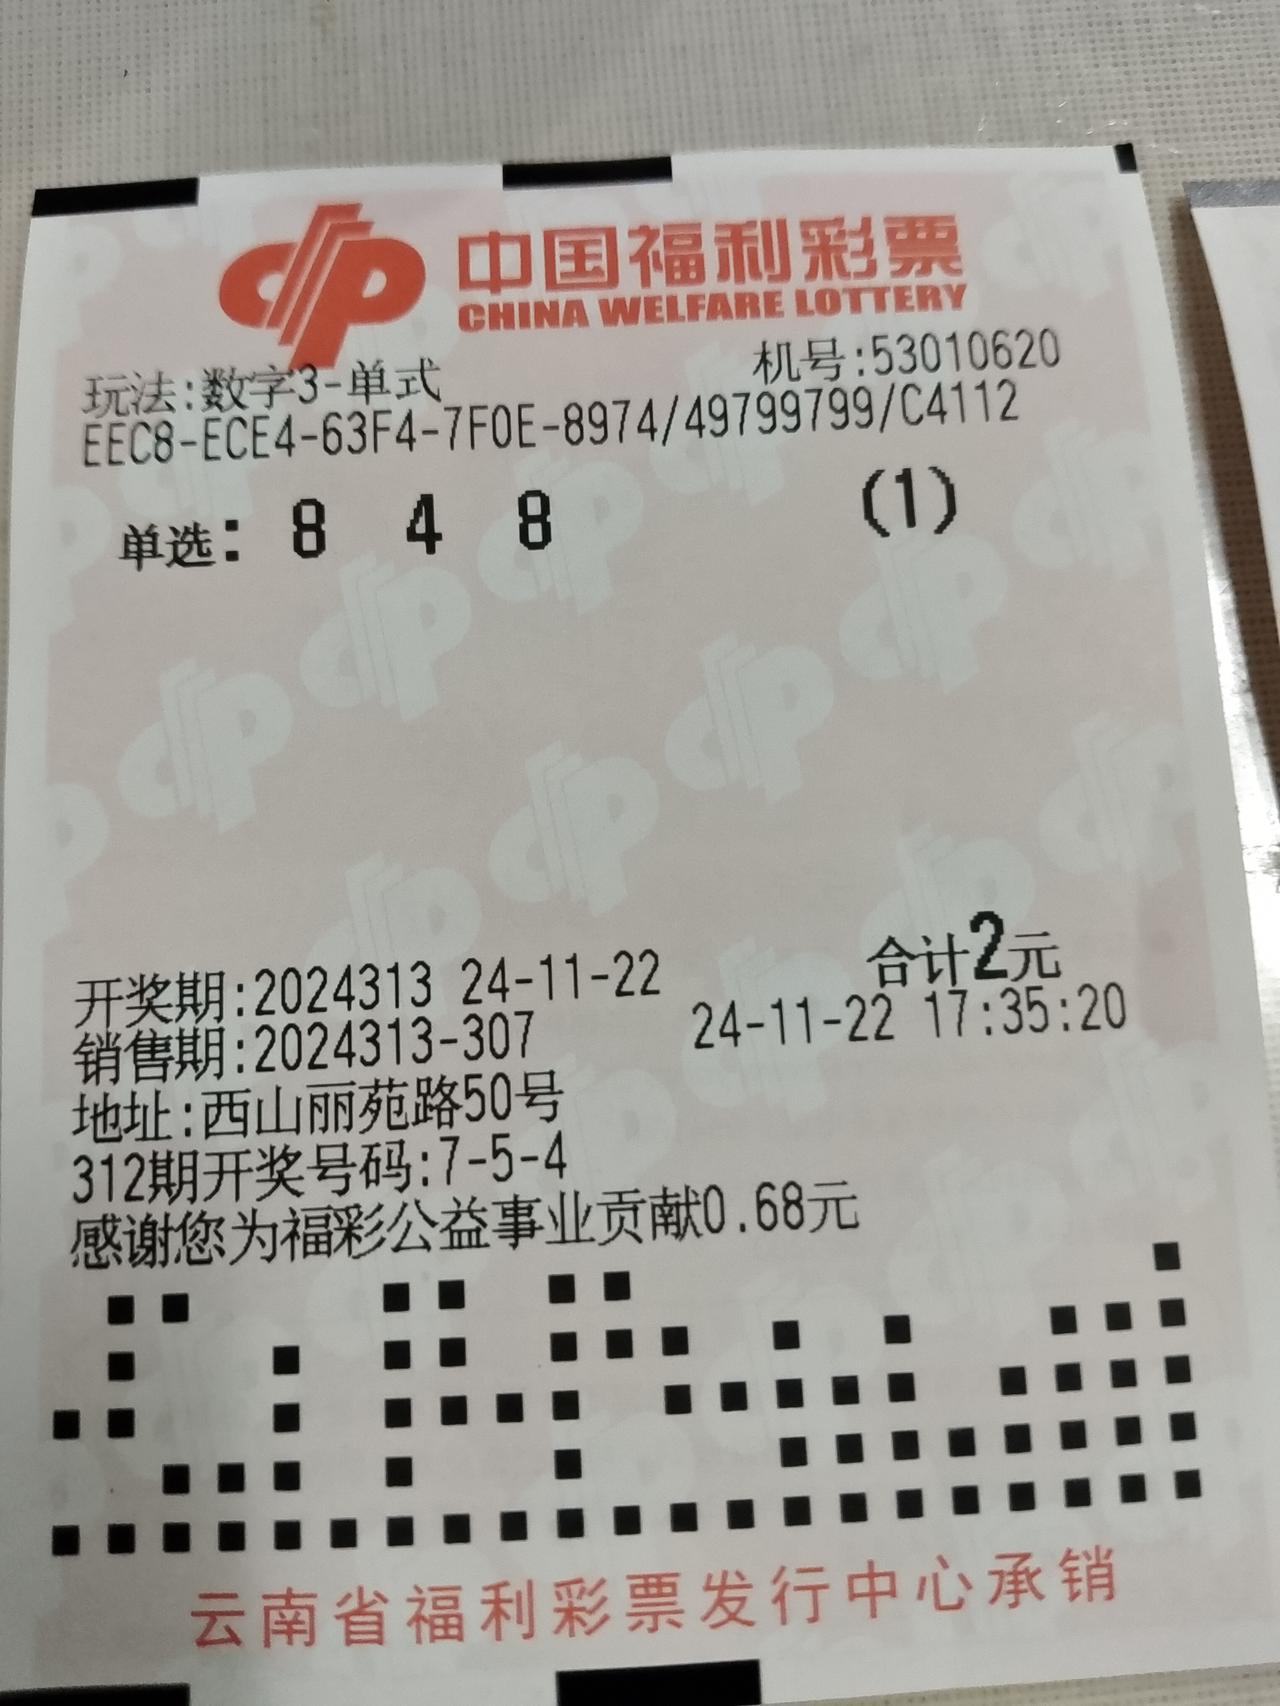 中国福利彩票
CHINA WELFARE LOTTERY
玩法:数字3-单式 机号:53010620
EEC8-ECE4-63F4-7F0E-8974/49799799/C4112
单选: 8 4 8 (1)
开奖期:2024313 24-11-22 合计2元
销售期:2024313-307 24-11-22 17:35:20
地址:西山丽苑路50号
312期开奖号码:7-5-4
感谢您为福彩公益事业贡献0.68元
云南省福利彩票发行中心承销